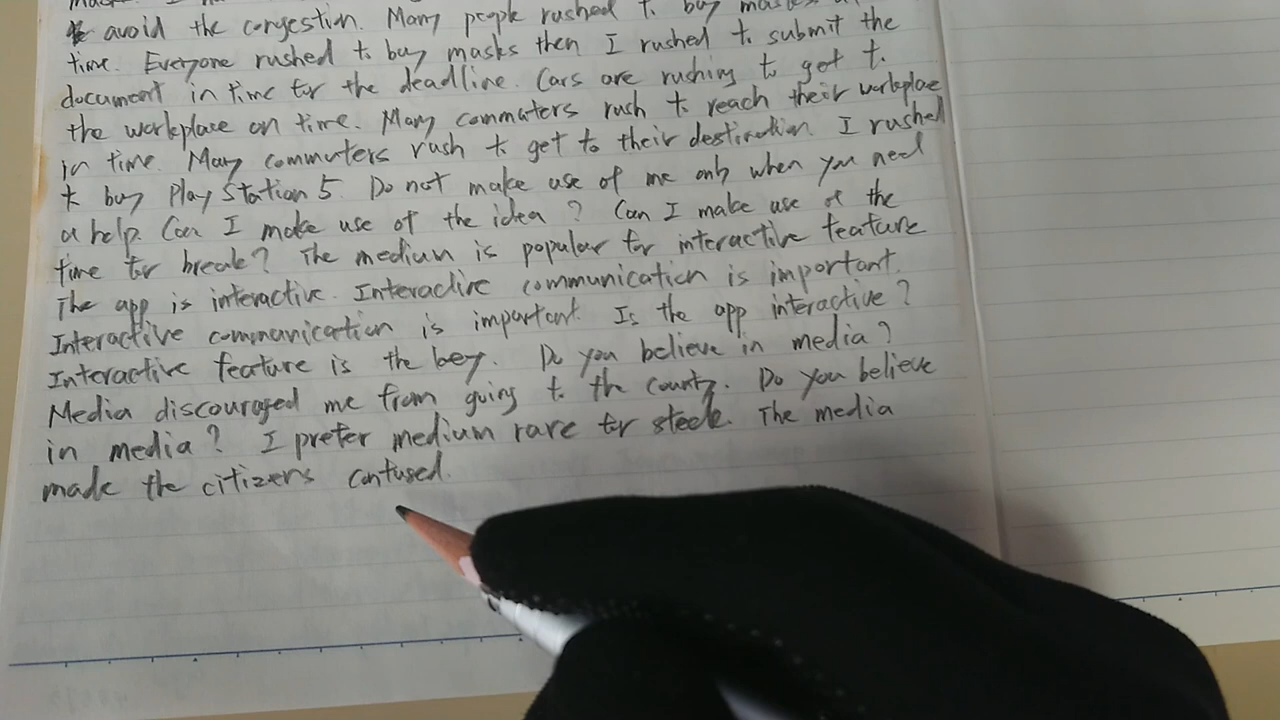 avoid the congestion. Many people rushed to buy masks
time. Everyone rushed to buy masks then I rushed to submit the
document in time for the deadline. Cars are rushing to get to
the workplace on time. Many commuters rush to reach their workplace
in time. Many commuters rush to get to their destination. I rushed
to buy PlayStation 5. Do not make use of me only when you need
a help. Can I make use of the idea? Can I make use of the
time for break? The medium is popular for interactive feature
The app is interactive. Interactive communication is important.
Interactive communication is important. Is the app interactive?
Interactive feature is the key. Do you believe in media?
Media discouraged me from going to the country. Do you believe
in media? I prefer medium rare for steak. The media
made the citizens confused.